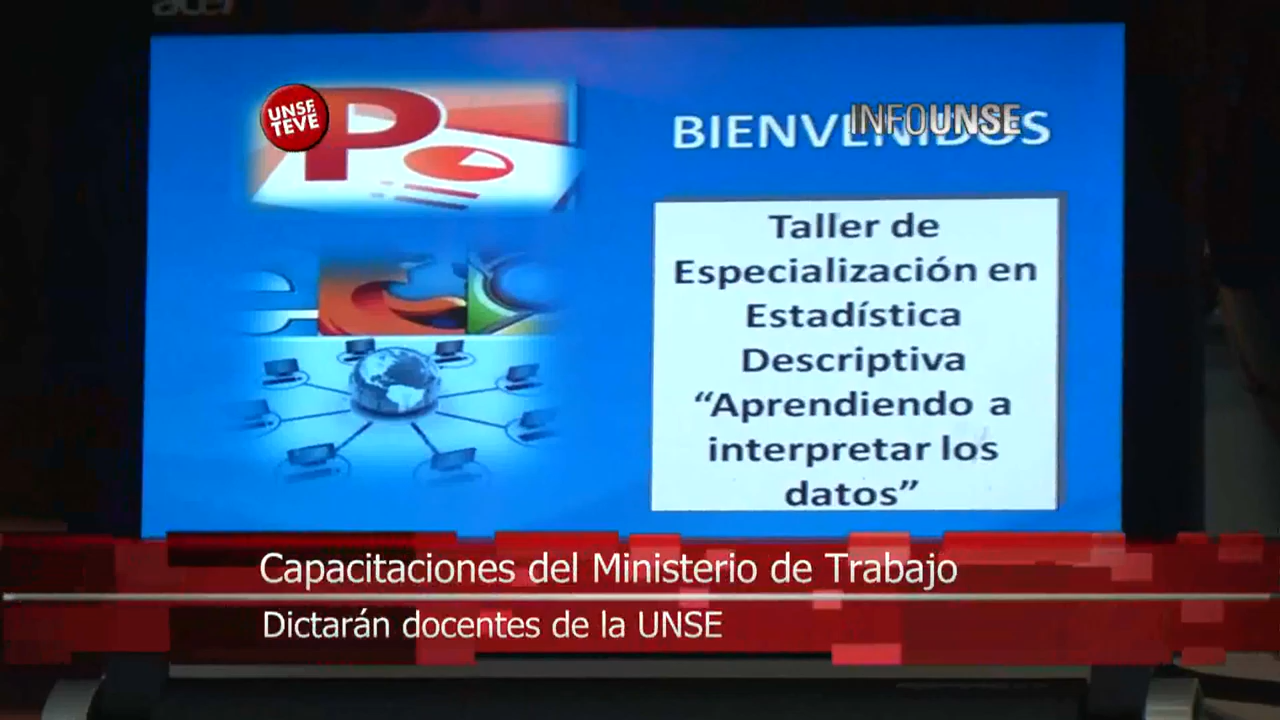 acer
UNSE
TEVE
P
BIENVENIDOS
INFOUNSE
Taller de
Especialización en
Estadística
Descriptiva
“Aprendiendo a
interpretar los
datos”
Capacitaciones del Ministerio de Trabajo
Dictarán docentes de la UNSE